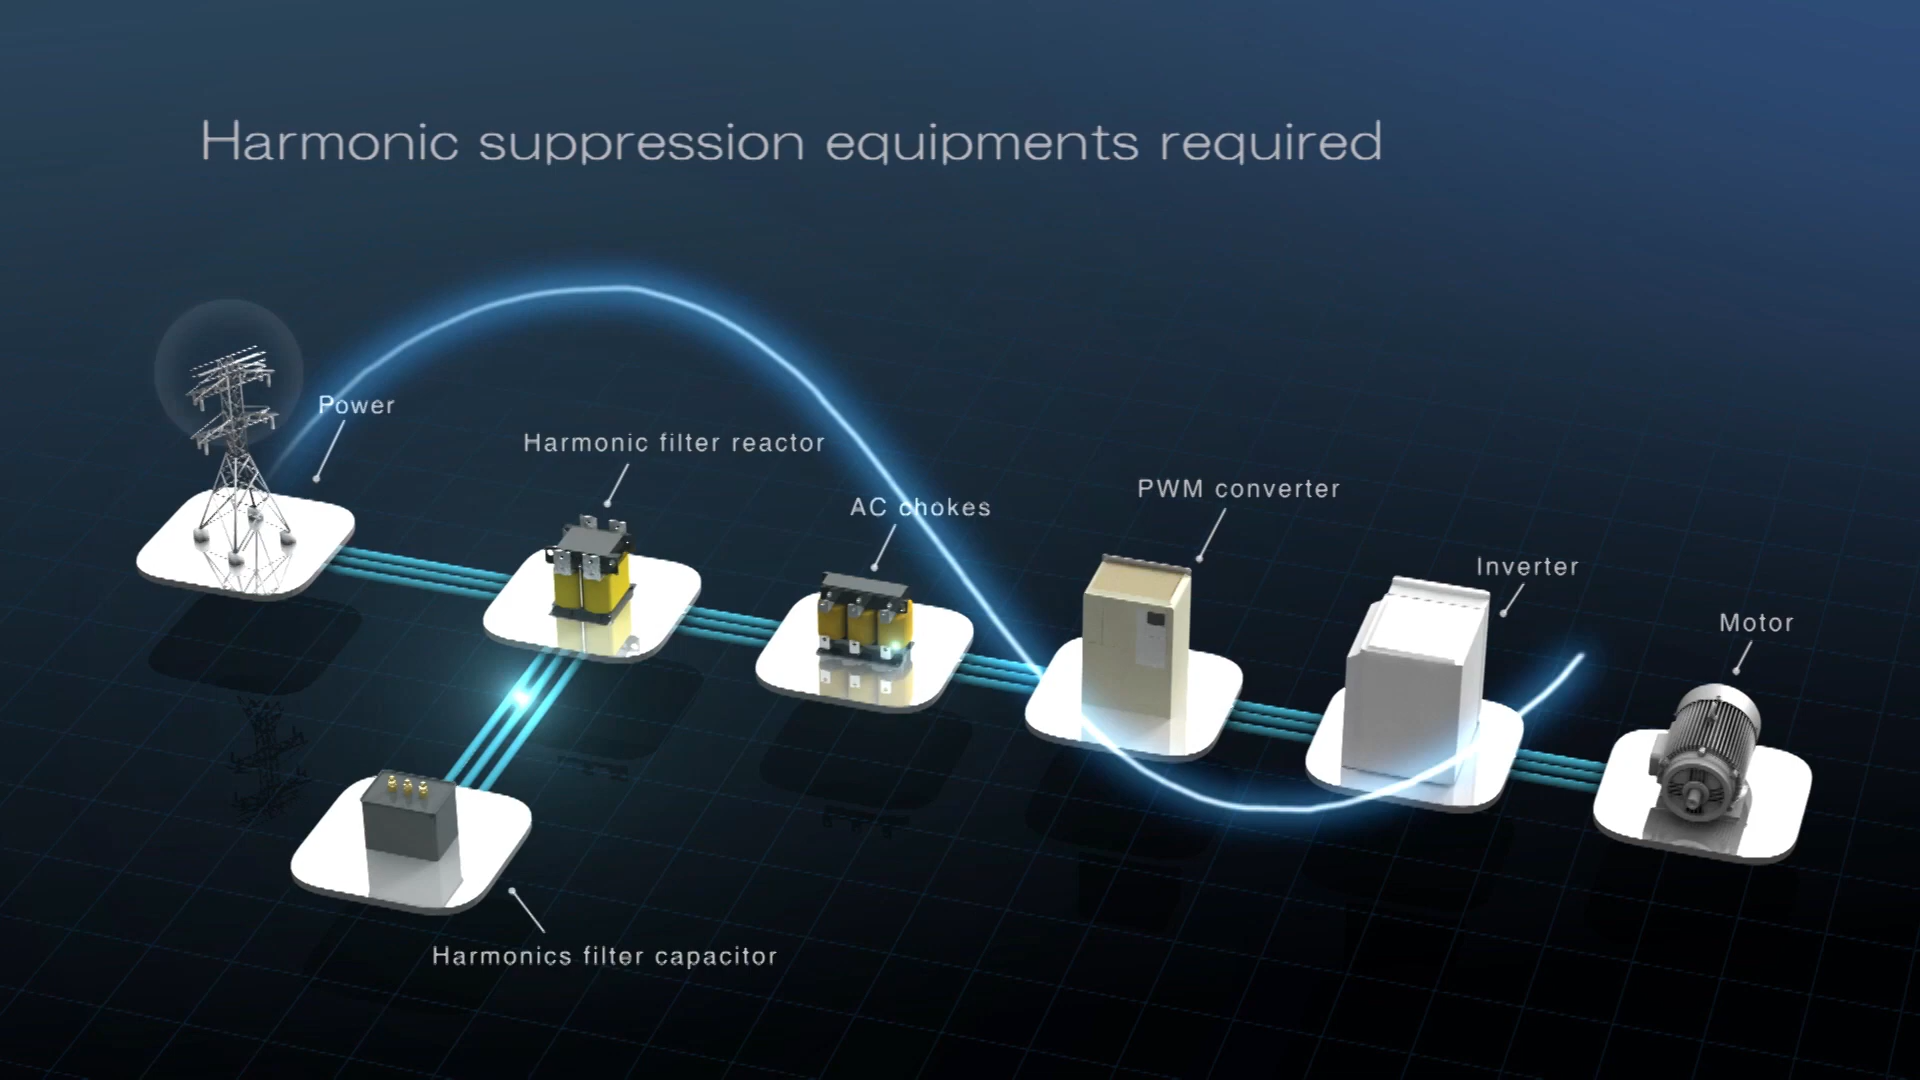 Harmonic suppression equipments required
Power
Harmonic filter reactor
AC chokes
PWM converter
Inverter
Motor
Harmonics filter capacitor